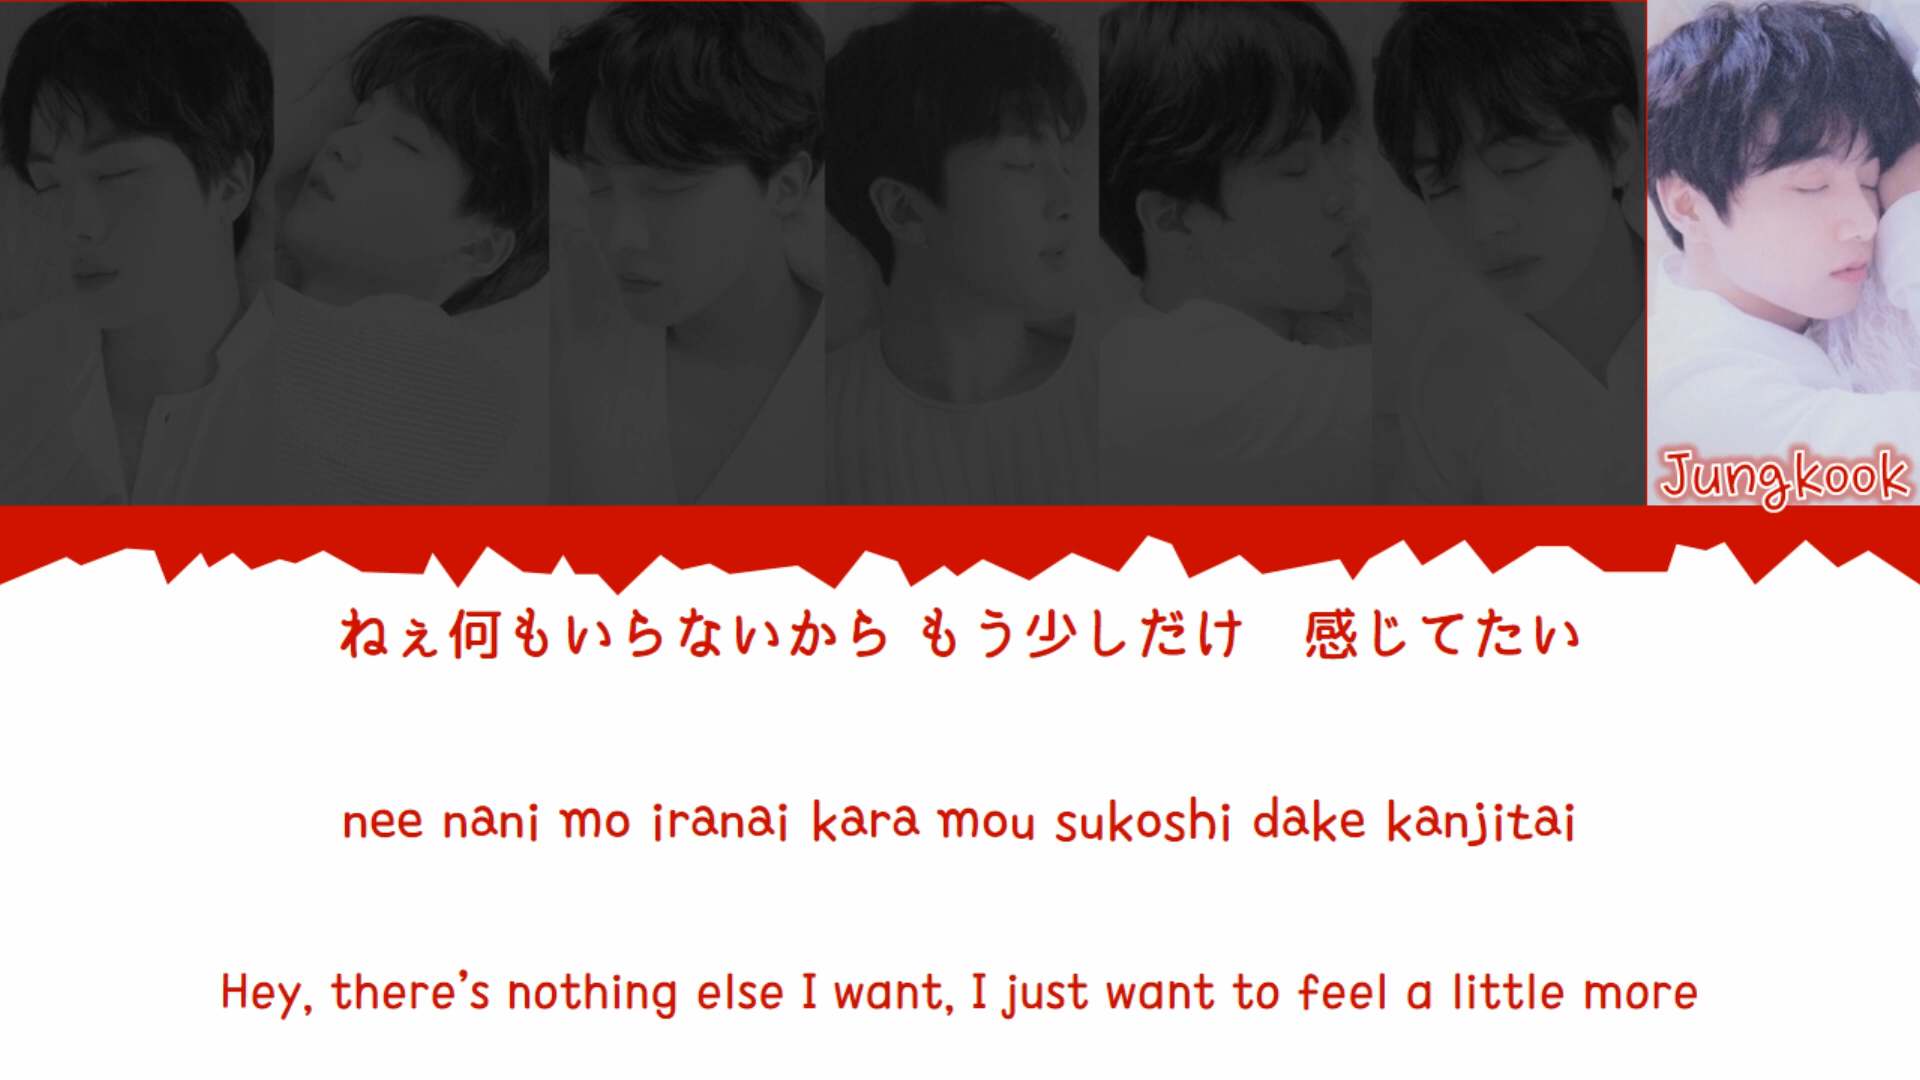 Jungkook
ねぇ何もいらないから もう少しだけ　感じてたい
nee nani mo iranai kara mou sukoshi dake kanjitai
Hey, there’s nothing else I want, I just want to feel a little more